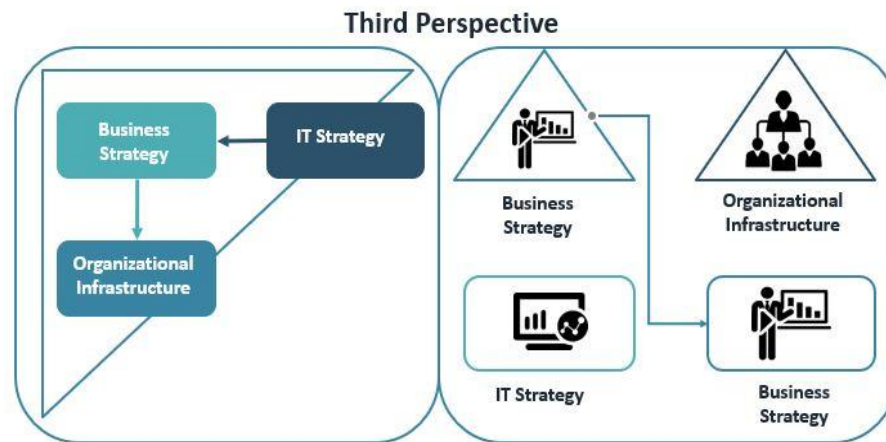 Third Perspective
Business
Strategy
IT Strategy
Organizational
Infrastructure
Business
Strategy
Organizational
Infrastructure
IT Strategy
Business
Strategy